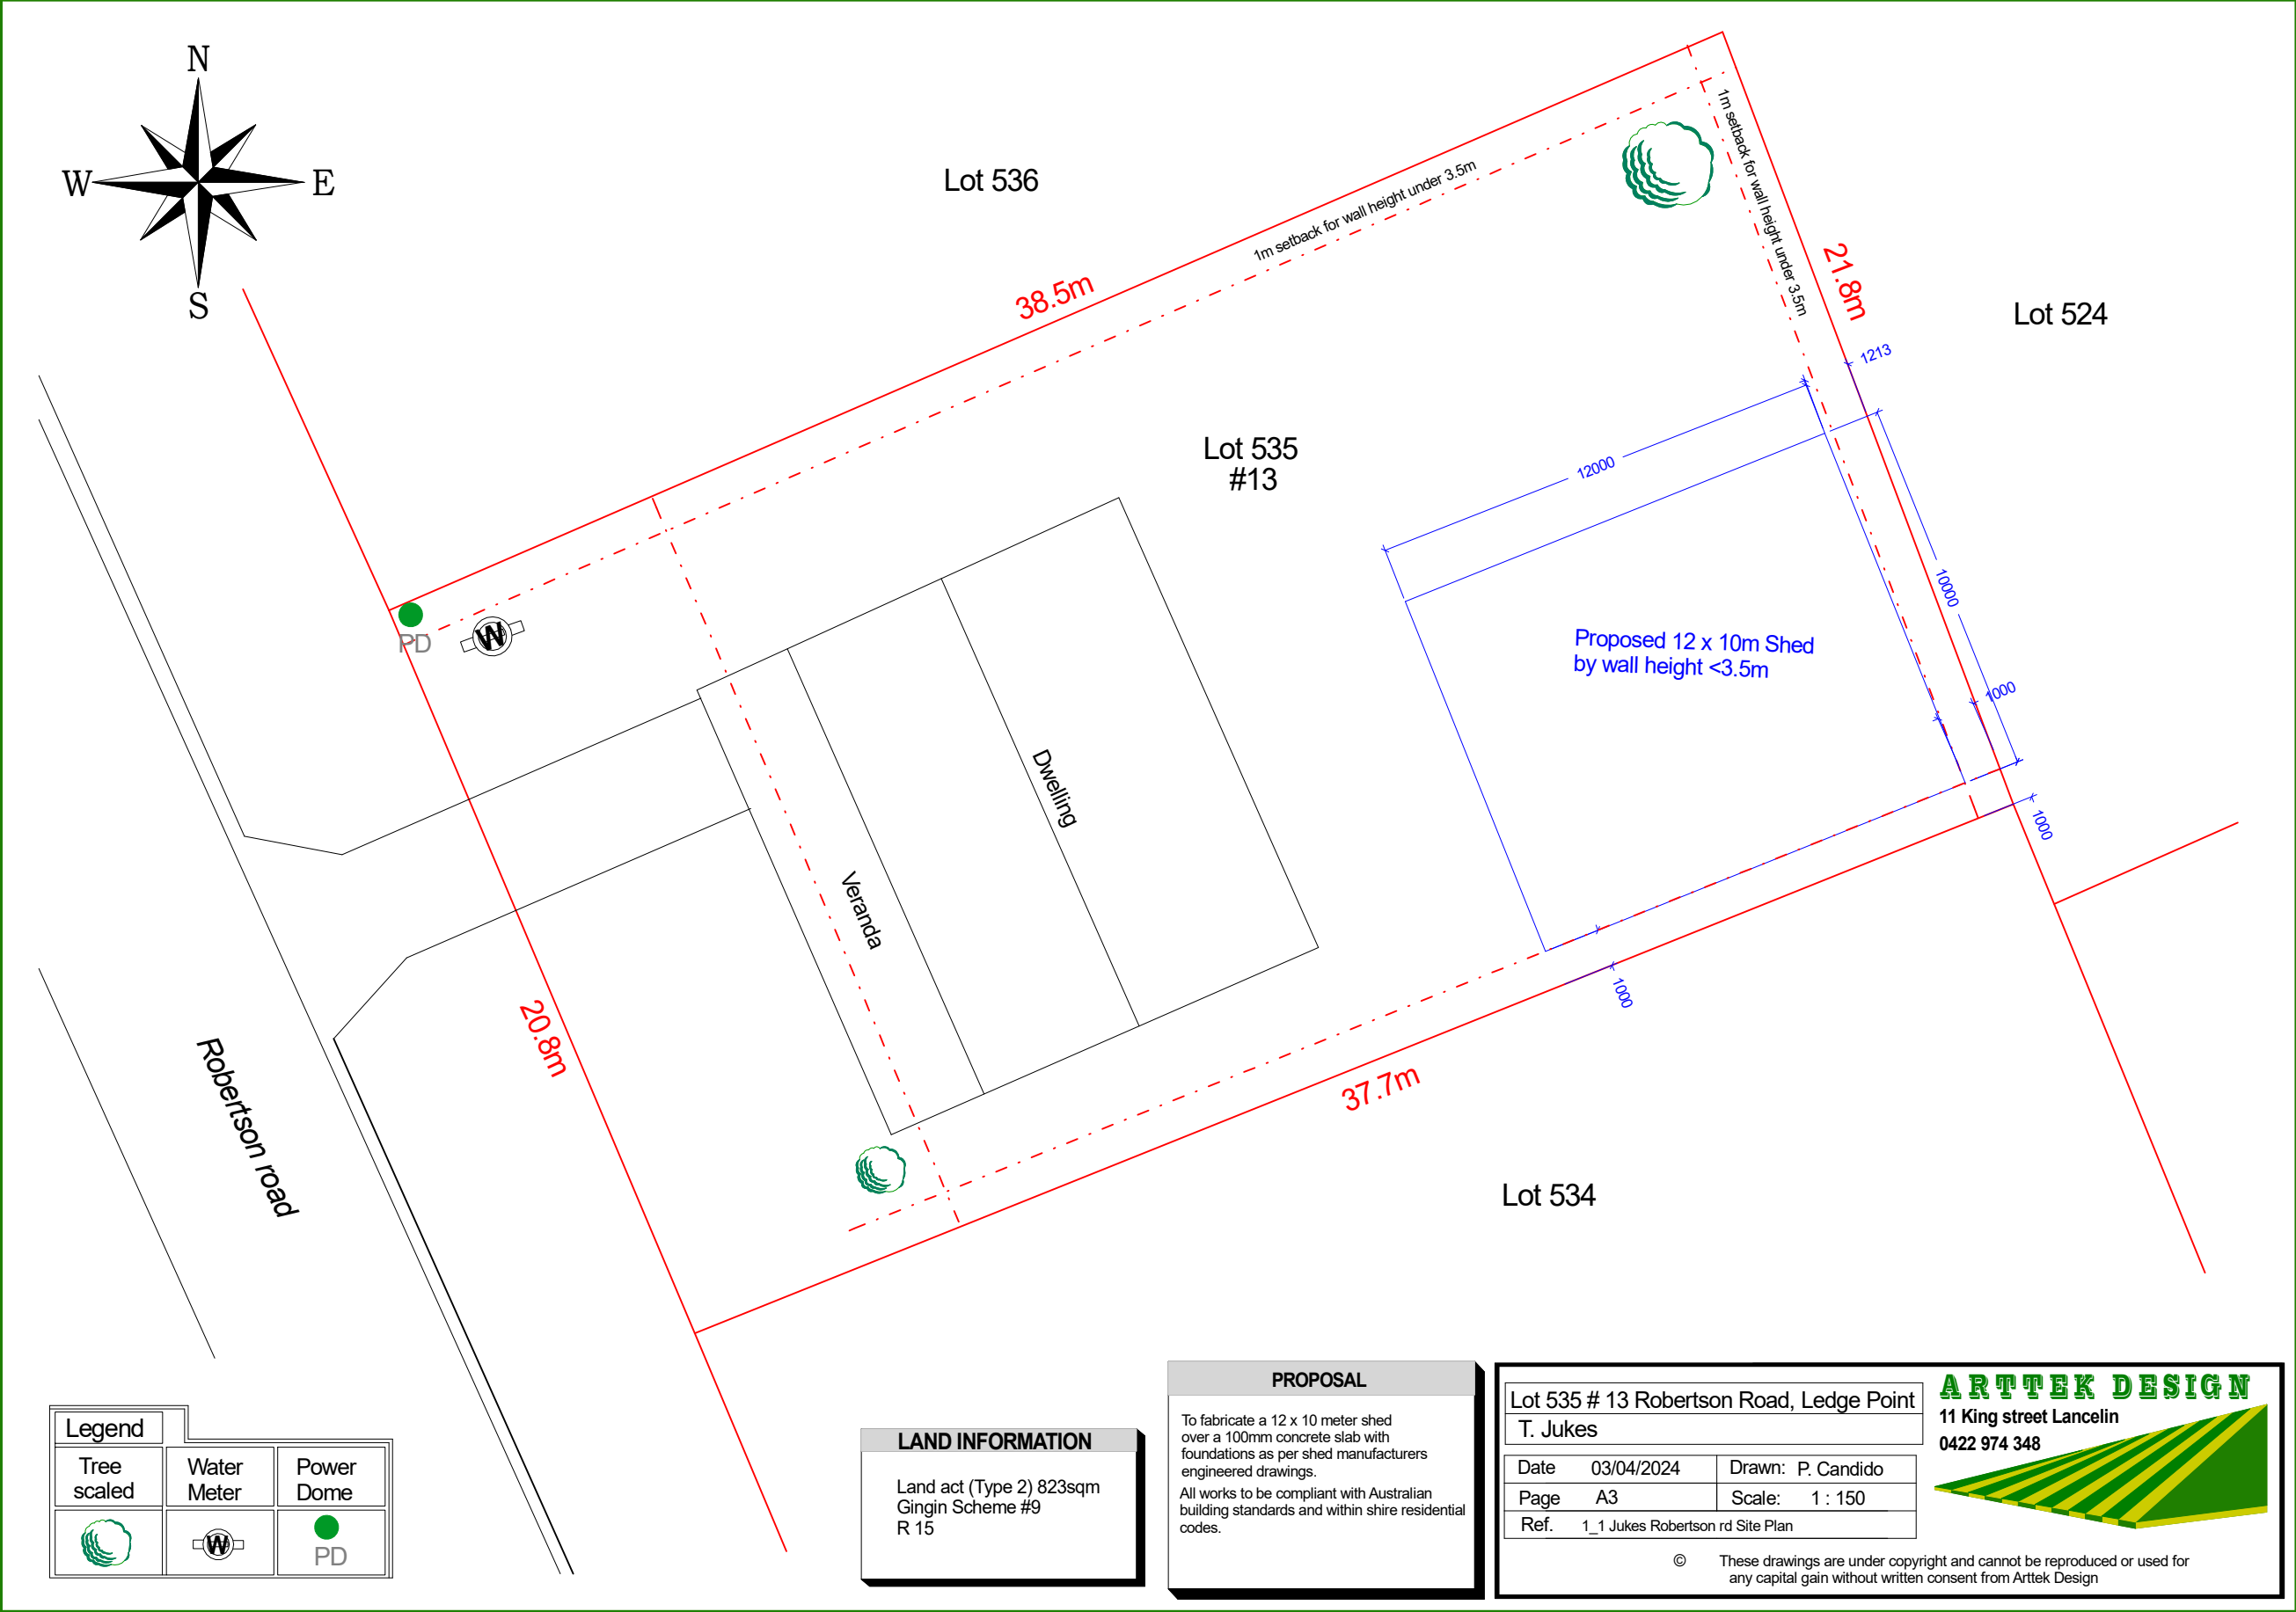 N
W
E
S
Lot 536
1m setback for wall height under 3.5m
1m setback for wall height under 3.5m
38.5m
21.8m
Lot 524
1213
Lot 535
#13
12000
10000
Proposed 12 x 10m Shed
by wall height <3.5m
PD
W
1000
Dwelling
1000
Veranda
1000
20.8m
37.7m
Robertson road
Lot 534
Legend
Tree
scaled
Water
Meter
Power
Dome
W
PD
LAND INFORMATION
Land act (Type 2) 823sqm
Gingin Scheme #9
R 15
PROPOSAL
To fabricate a 12 x 10 meter shed
over a 100mm concrete slab with
foundations as per shed manufacturers
engineered drawings.
All works to be compliant with Australian
building standards and within shire residential
codes.
Lot 535 # 13 Robertson Road, Ledge Point
T. Jukes
Date 03/04/2024 Drawn: P. Candido
Page A3 Scale: 1 : 150
Ref. 1_1 Jukes Robertson rd Site Plan
ARTTEK DESIGN
11 King street Lancelin
0422 974 348
© These drawings are under copyright and cannot be reproduced or used for
any capital gain without written consent from Arttek Design